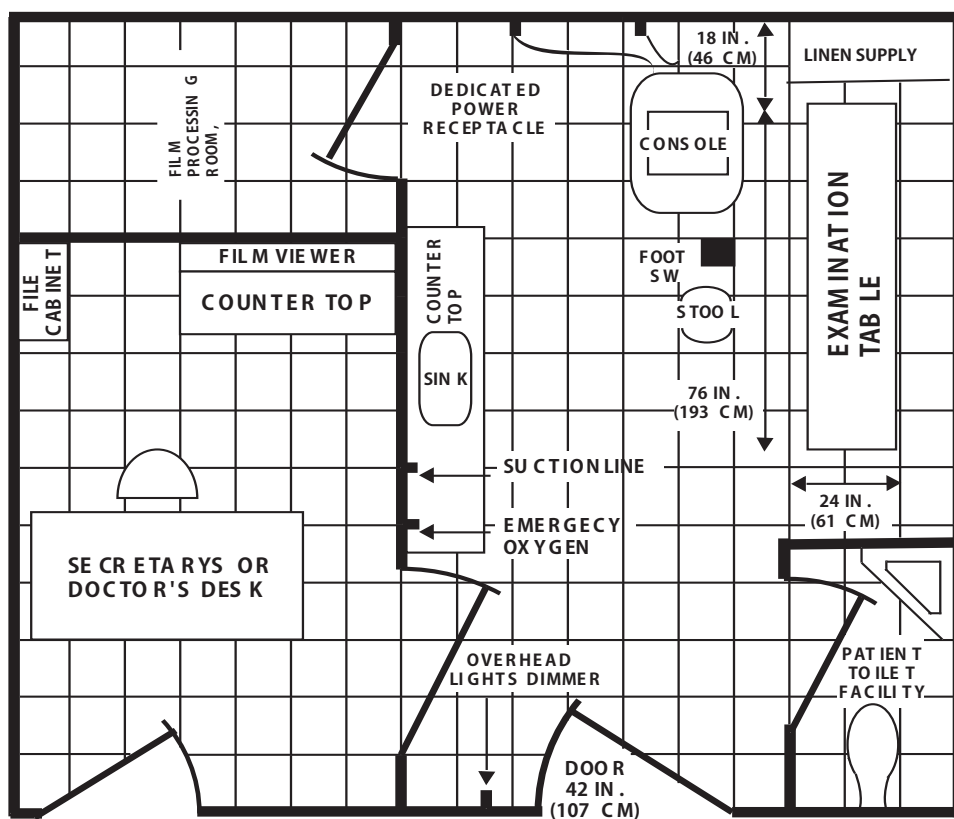 18 IN.
(46 CM)
LINEN SUPPLY
FILM
PROCESSING
ROOM,
DEDICATED
POWER
RECEPTACLE
CONSOLE
EXAMINATION
TABLE
FILE
CABINET
FILM VIEWER
COUNTER TOP
COUNTER
TOP
FOOT
SW
STOOL
SINK
76 IN.
(193 CM)
SUCTION LINE
24 IN.
(61 CM)
EMERGECY
OXYGEN
SECRETARYS OR
DOCTOR'S DESK
OVERHEAD
LIGHTS DIMMER
PATIENT
TOILET
FACILITY
DOOR
42 IN.
(107 CM)